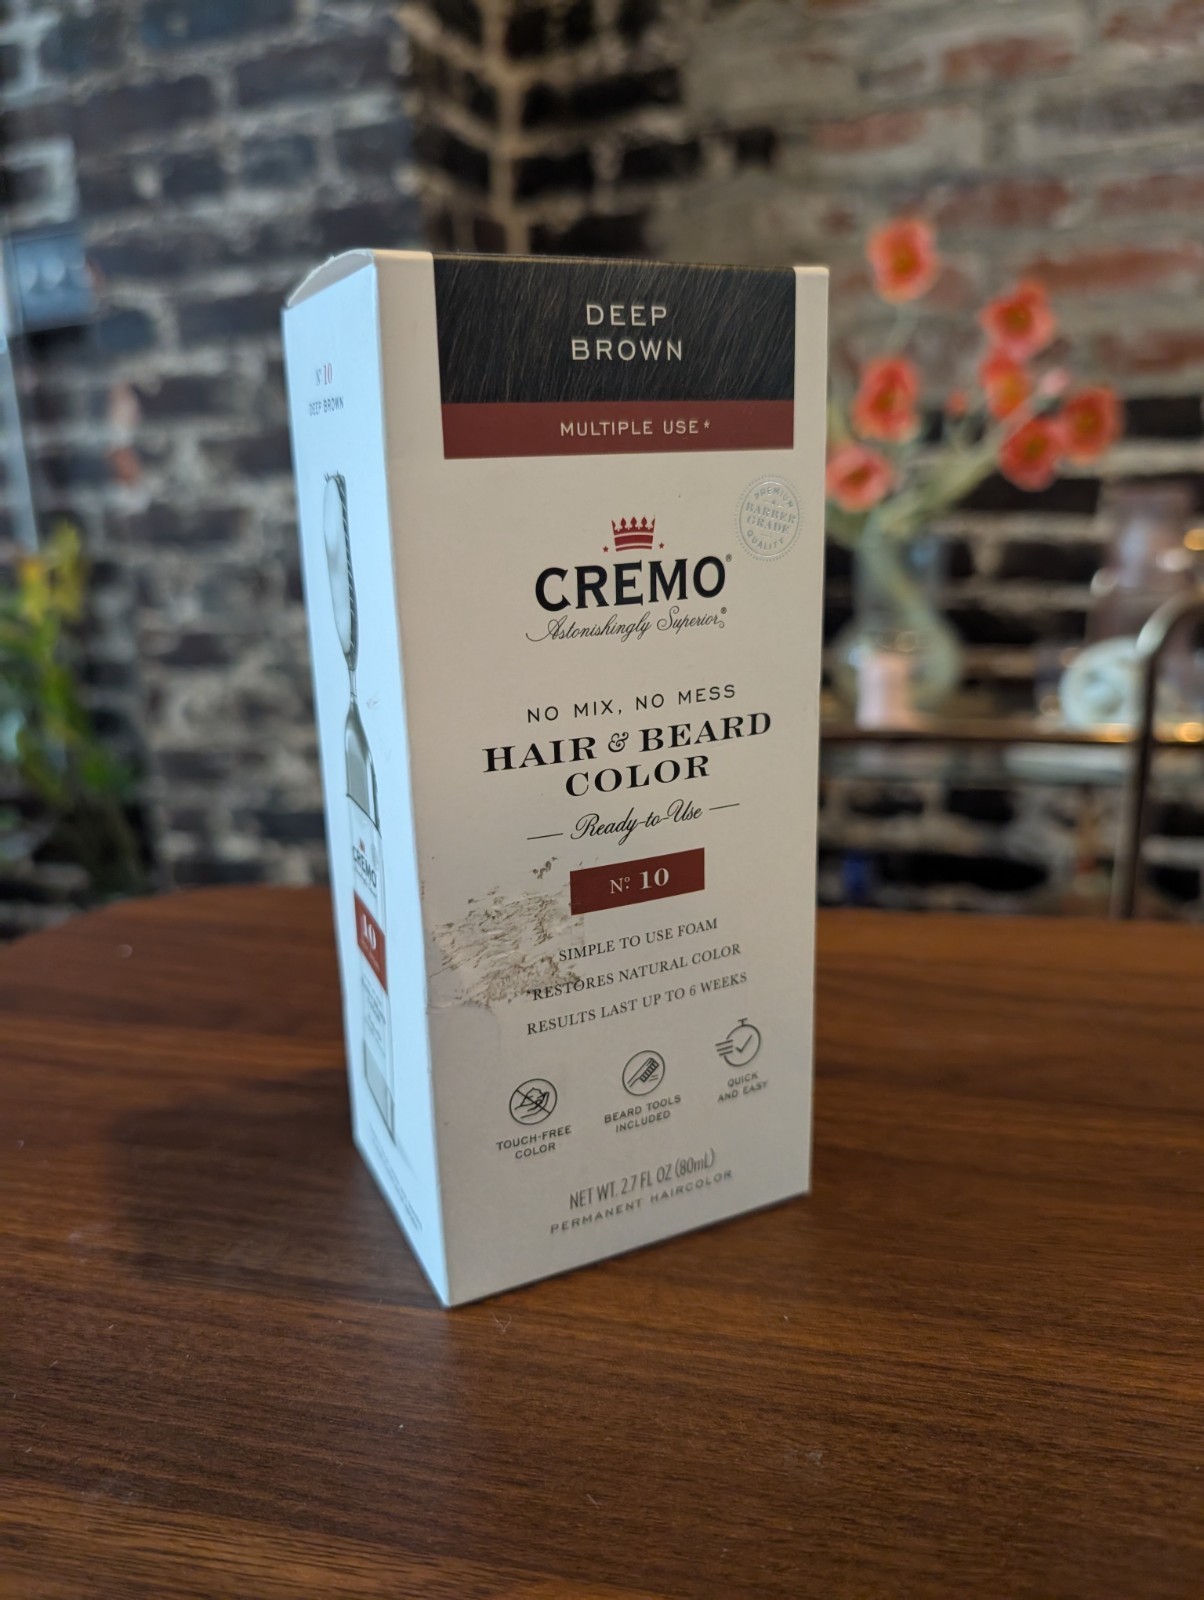 DEEP
BROWN
MULTIPLE USE*
PREMIUM
BARBER
GRADE
QUALITY
CREMO®
Astonishingly Superior®
NO MIX, NO MESS
HAIR & BEARD
COLOR
Ready-to-Use
Nº: 10
SIMPLE TO USE FOAM
*RESTORES NATURAL COLOR
RESULTS LAST UP TO 6 WEEKS
TOUCH-FREE
COLOR
BEARD TOOLS
INCLUDED
QUICK
AND EASY
NET WT. 2.7 FL OZ (80mL)
PERMANENT HAIRCOLOR
Nº 10
DEEP BROWN
CREMO
10